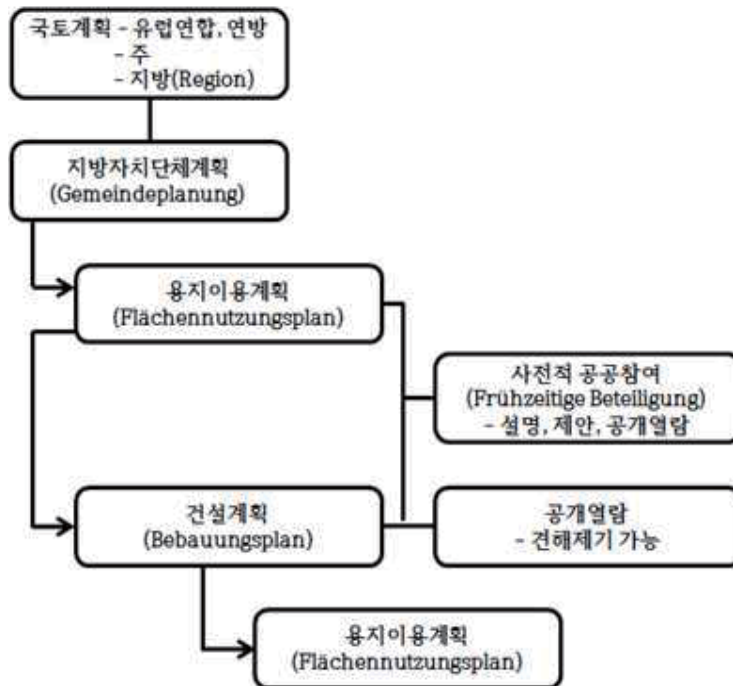 국토계획 - 유럽연합, 연방
- 주
- 지방(Region)
지방자치단체계획
(Gemeindeplanung)
용지이용계획
(Flächennutzungsplan)
사전적 공공참여
(Frühzeitige Beteiligung)
- 설명, 제안, 공개열람
건설계획
(Bebauungsplan)
공개열람
- 견해제기 가능
용지이용계획
(Flächennutzungsplan)